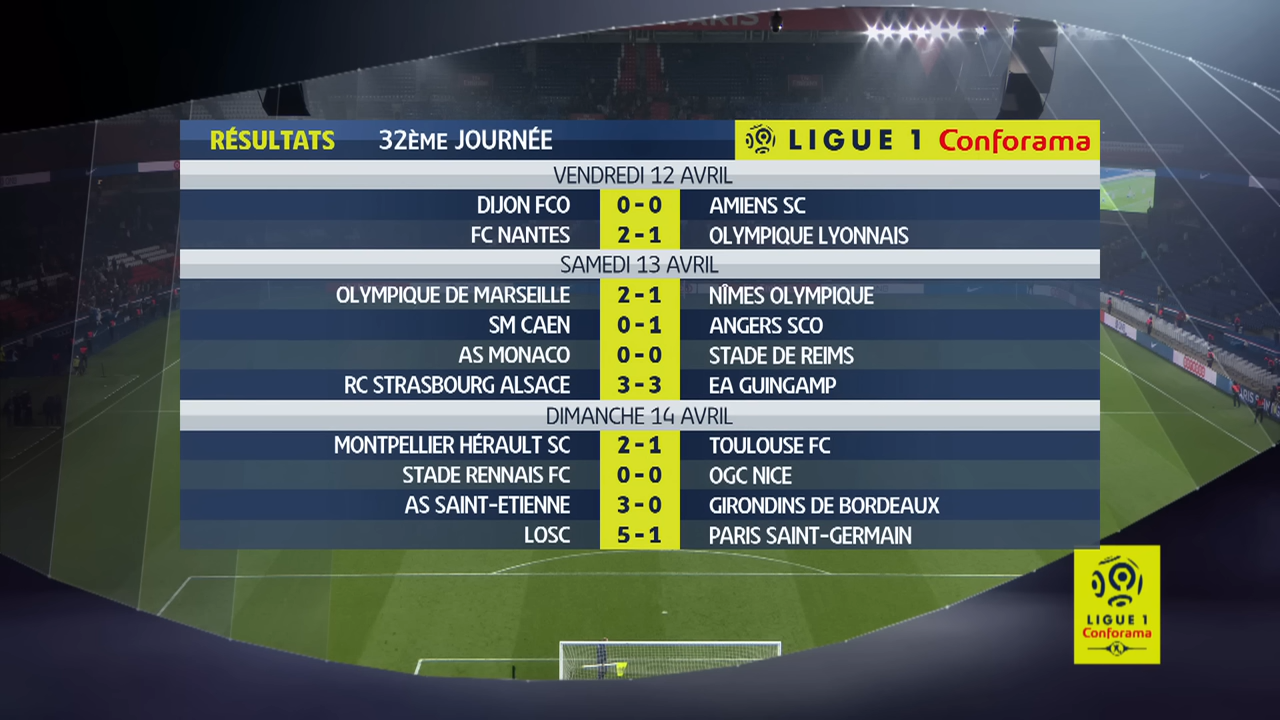 PARIS
RÉSULTATS 32ÈME JOURNÉE LIGUE 1 Conforama
VENDREDI 12 AVRIL
DIJON FCO 0 - 0 AMIENS SC
FC NANTES 2 - 1 OLYMPIQUE LYONNAIS
SAMEDI 13 AVRIL
OLYMPIQUE DE MARSEILLE 2 - 1 NÎMES OLYMPIQUE
SM CAEN 0 - 1 ANGERS SCO
AS MONACO 0 - 0 STADE DE REIMS
RC STRASBOURG ALSACE 3 - 3 EA GUINGAMP
DIMANCHE 14 AVRIL
MONTPELLIER HÉRAULT SC 2 - 1 TOULOUSE FC
STADE RENNAIS FC 0 - 0 OGC NICE
AS SAINT-ETIENNE 3 - 0 GIRONDINS DE BORDEAUX
LOSC 5 - 1 PARIS SAINT-GERMAIN
LIGUE 1
Conforama